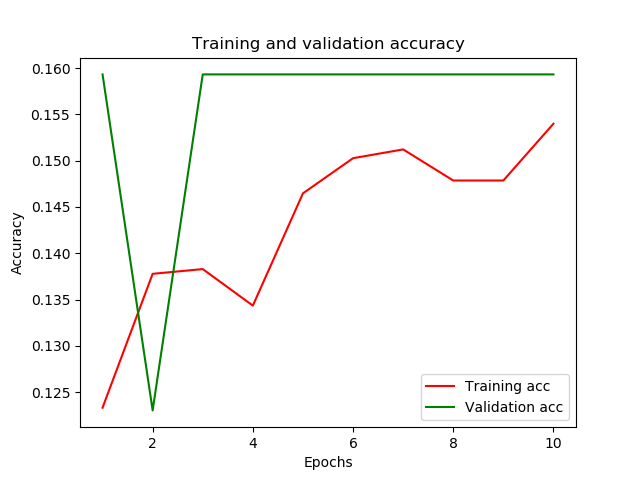 Training and validation accuracy
0.160
0.155
0.150
0.145
0.140
0.135
0.130
0.125
Accuracy
2 4 6 8 10
Epochs
Training acc
Validation acc